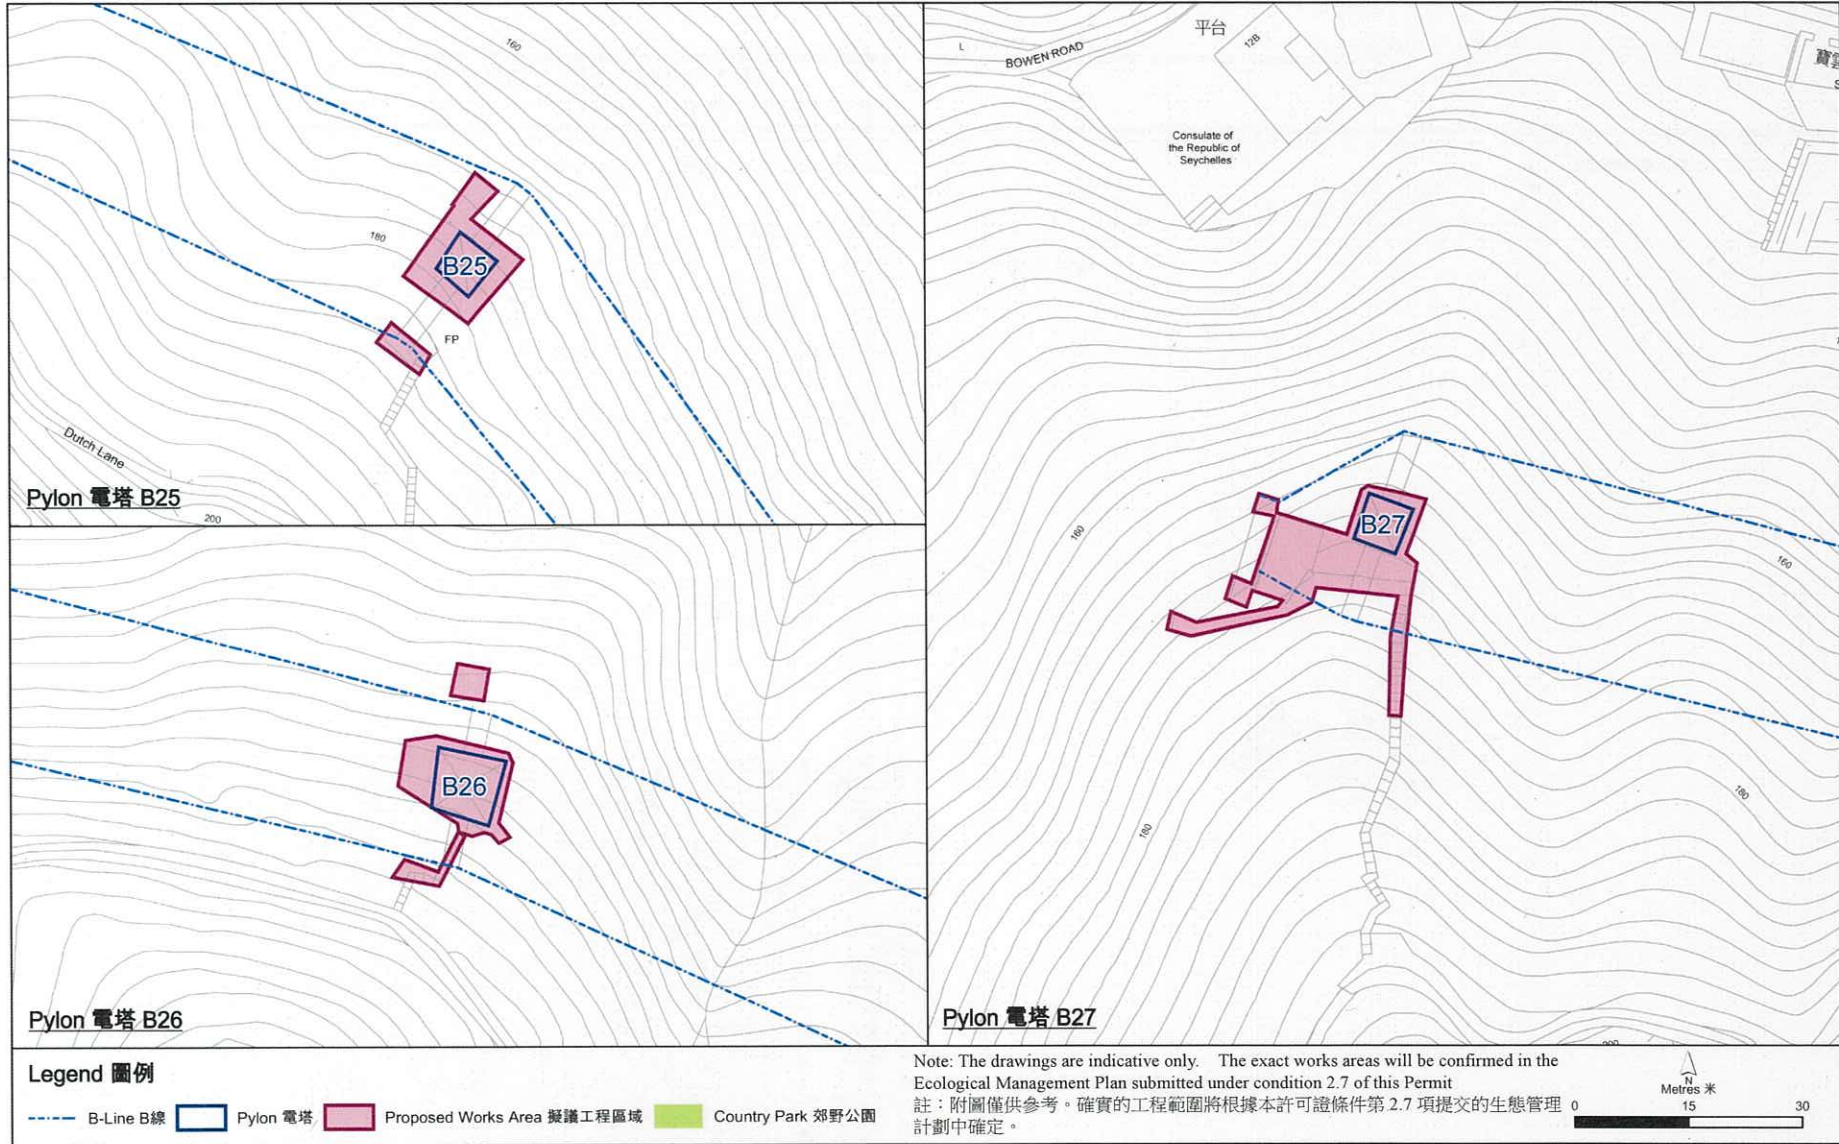 160
180
B25
FP
Dutch Lane
200
Pylon 電塔 B25
B26
Pylon 電塔 B26
平台
12B
L
BOWEN ROAD
Consulate of
the Republic of
Seychelles
B27
160
160
180
180
Pylon 電塔 B27
Legend 圖例
B-Line B線
Pylon 電塔
Proposed Works Area 擬議工程區域
Country Park 郊野公園
Note: The drawings are indicative only. The exact works areas will be confirmed in the
Ecological Management Plan submitted under condition 2.7 of this Permit
註：附圖僅供參考。確實的工程範圍將根據本許可證條件第 2.7 項提交的生態管理
計劃中確定。
N
Metres 米
0 15 30